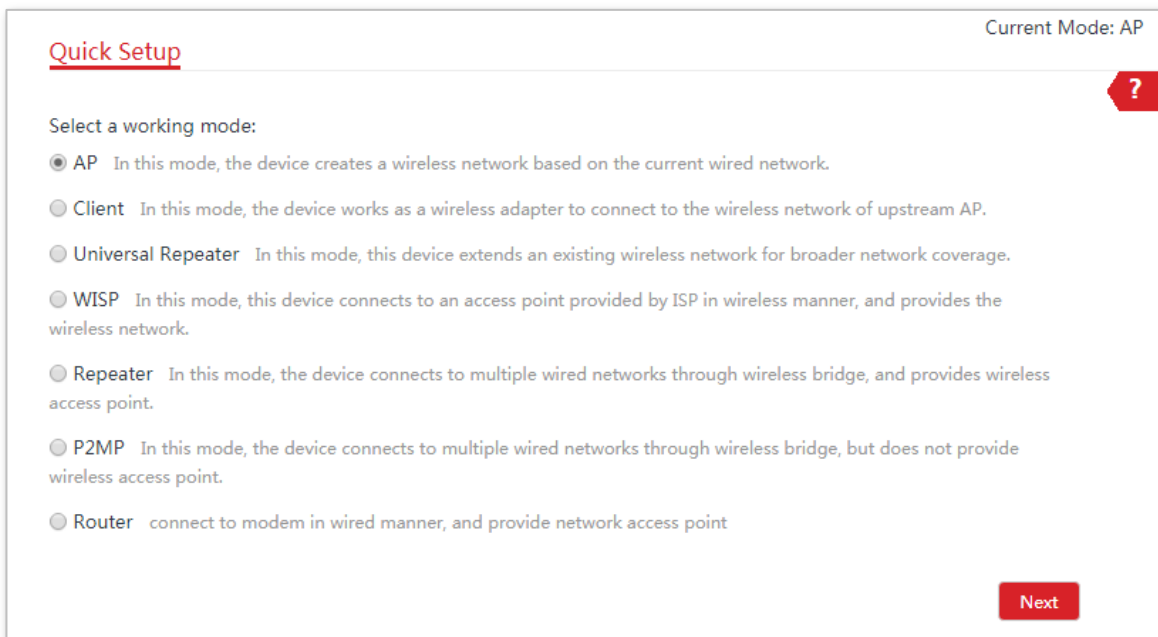 Current Mode: AP
Quick Setup
?
Select a working mode:
AP In this mode, the device creates a wireless network based on the current wired network.
Client In this mode, the device works as a wireless adapter to connect to the wireless network of upstream AP.
Universal Repeater In this mode, this device extends an existing wireless network for broader network coverage.
WISP In this mode, this device connects to an access point provided by ISP in wireless manner, and provides the
wireless network.
Repeater In this mode, the device connects to multiple wired networks through wireless bridge, and provides wireless
access point.
P2MP In this mode, the device connects to multiple wired networks through wireless bridge, but does not provide
wireless access point.
Router connect to modem in wired manner, and provide network access point
Next